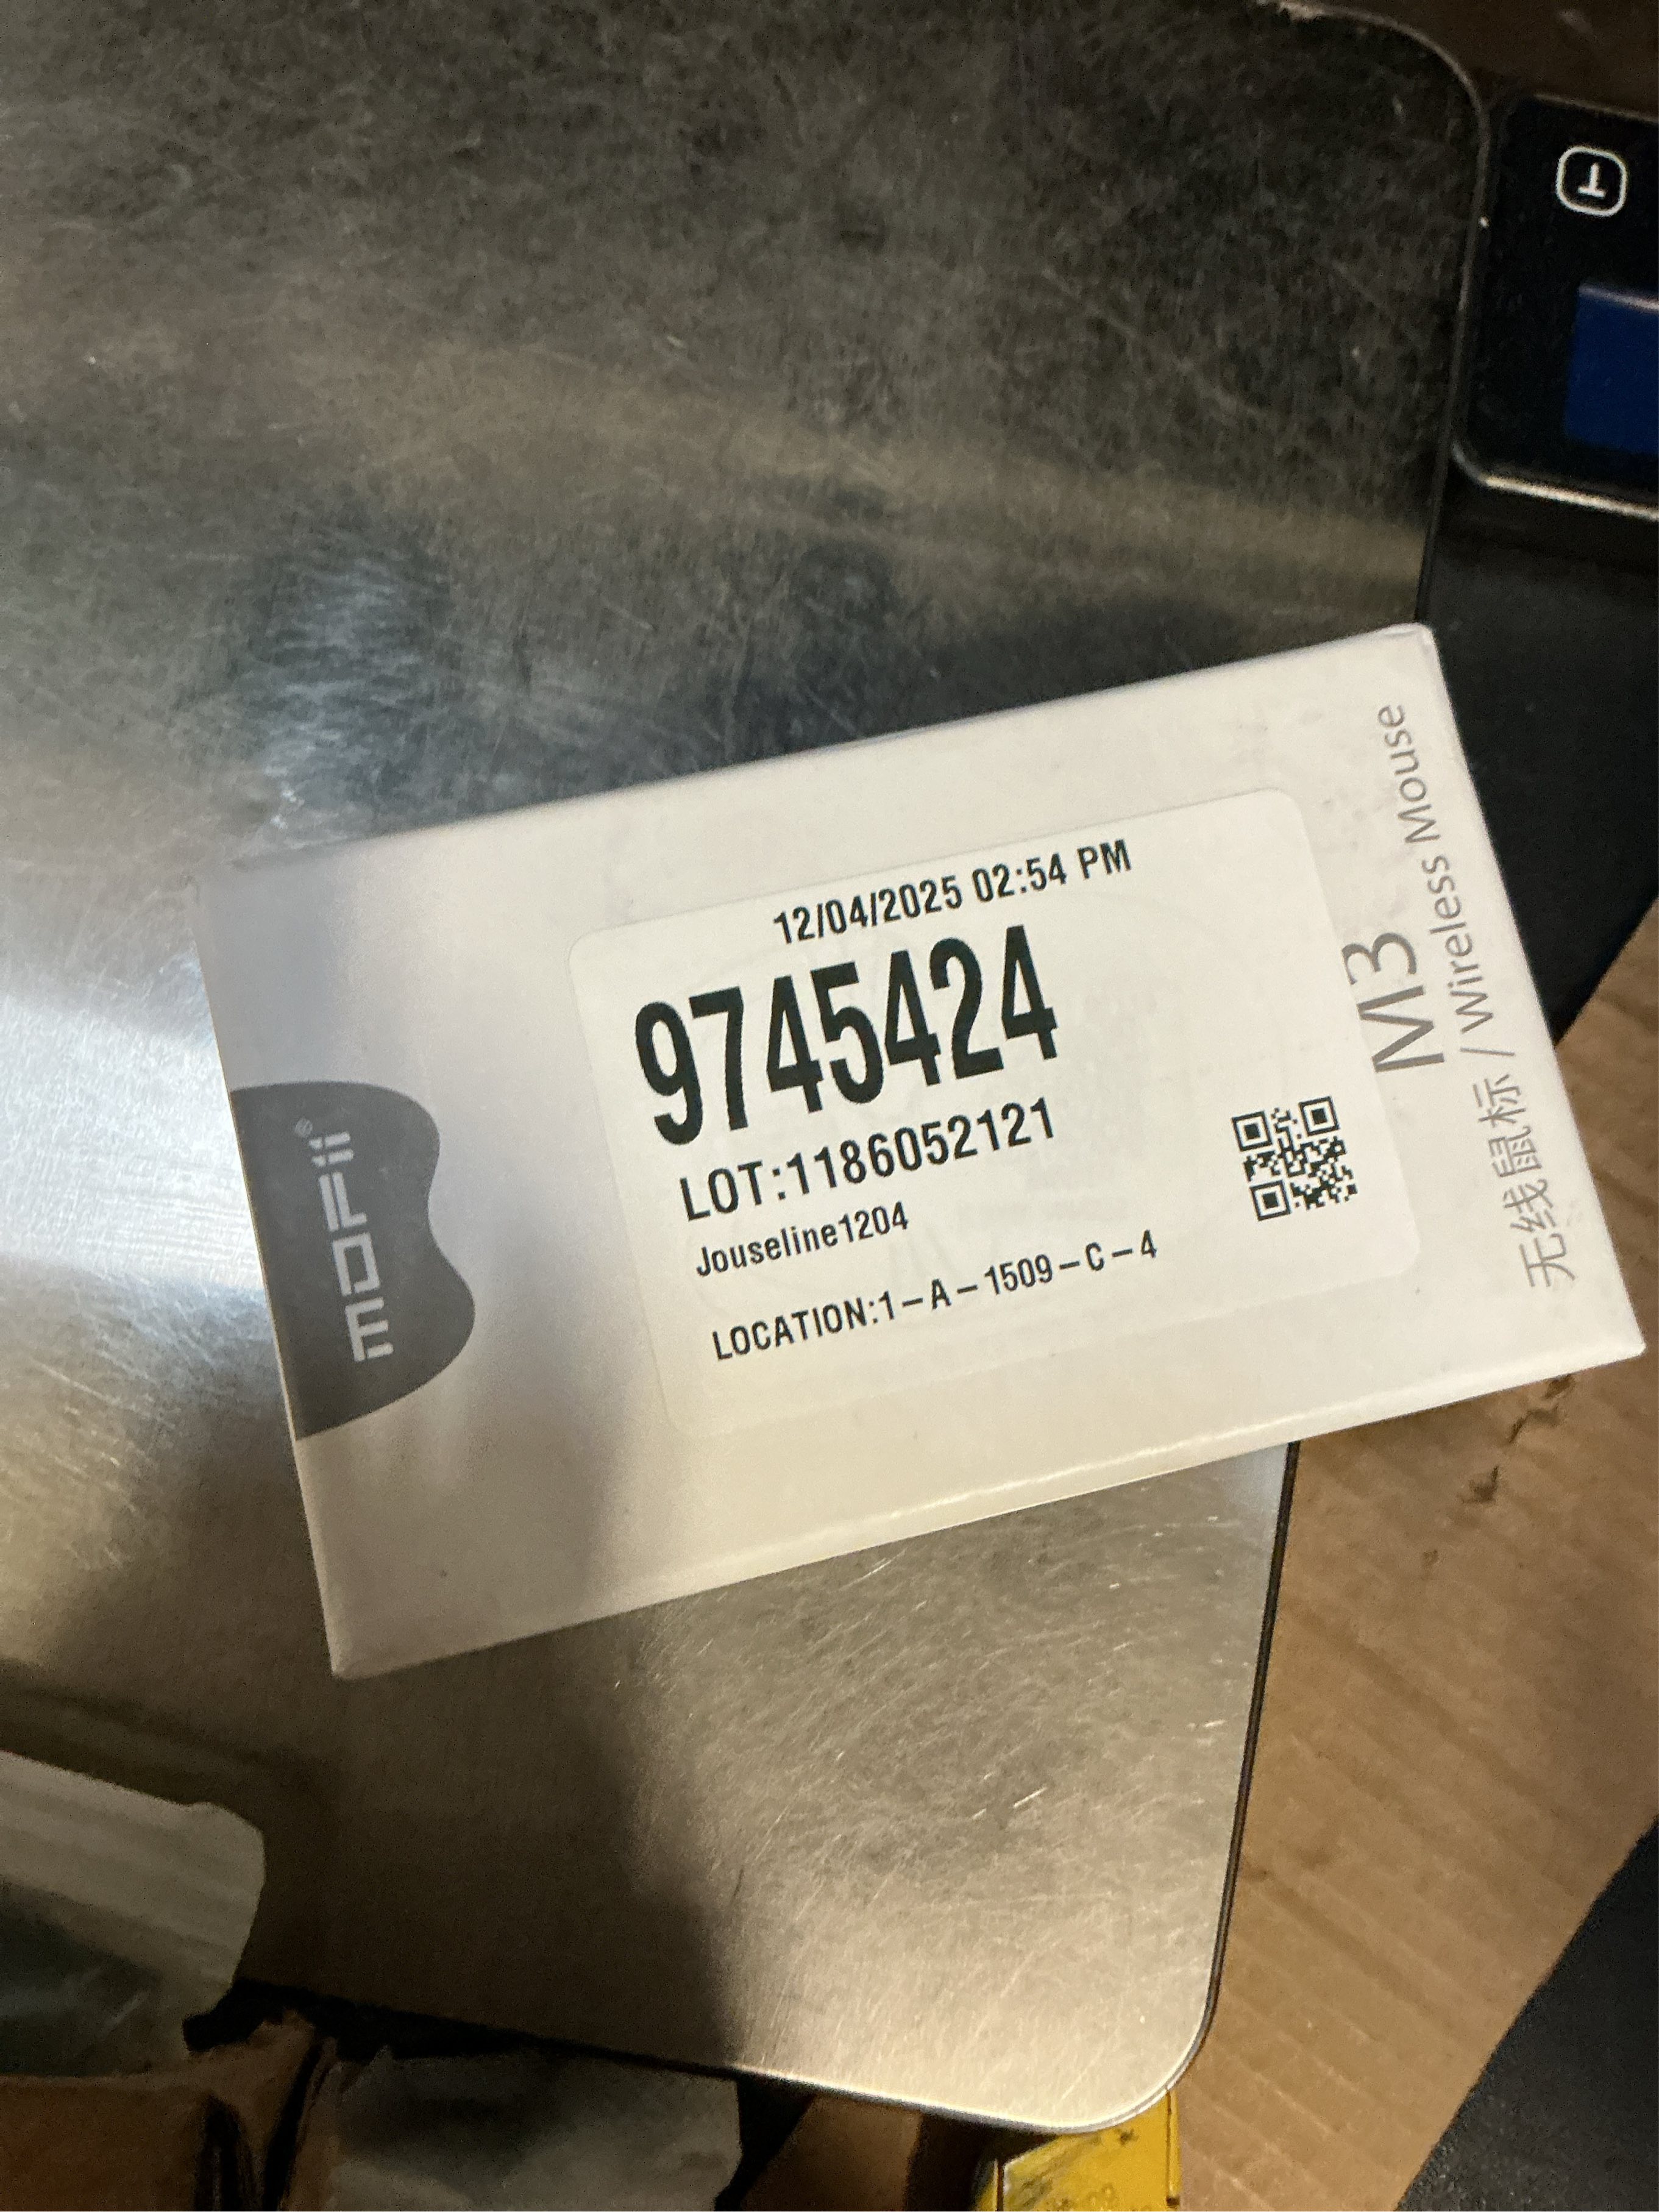 12/04/2025 02:54 PM
9745424
LOT:1186052121
Jouseline1204
LOCATION:1-A-1509-C-4
MOFii®
M3
无线鼠标 / Wireless Mouse
T